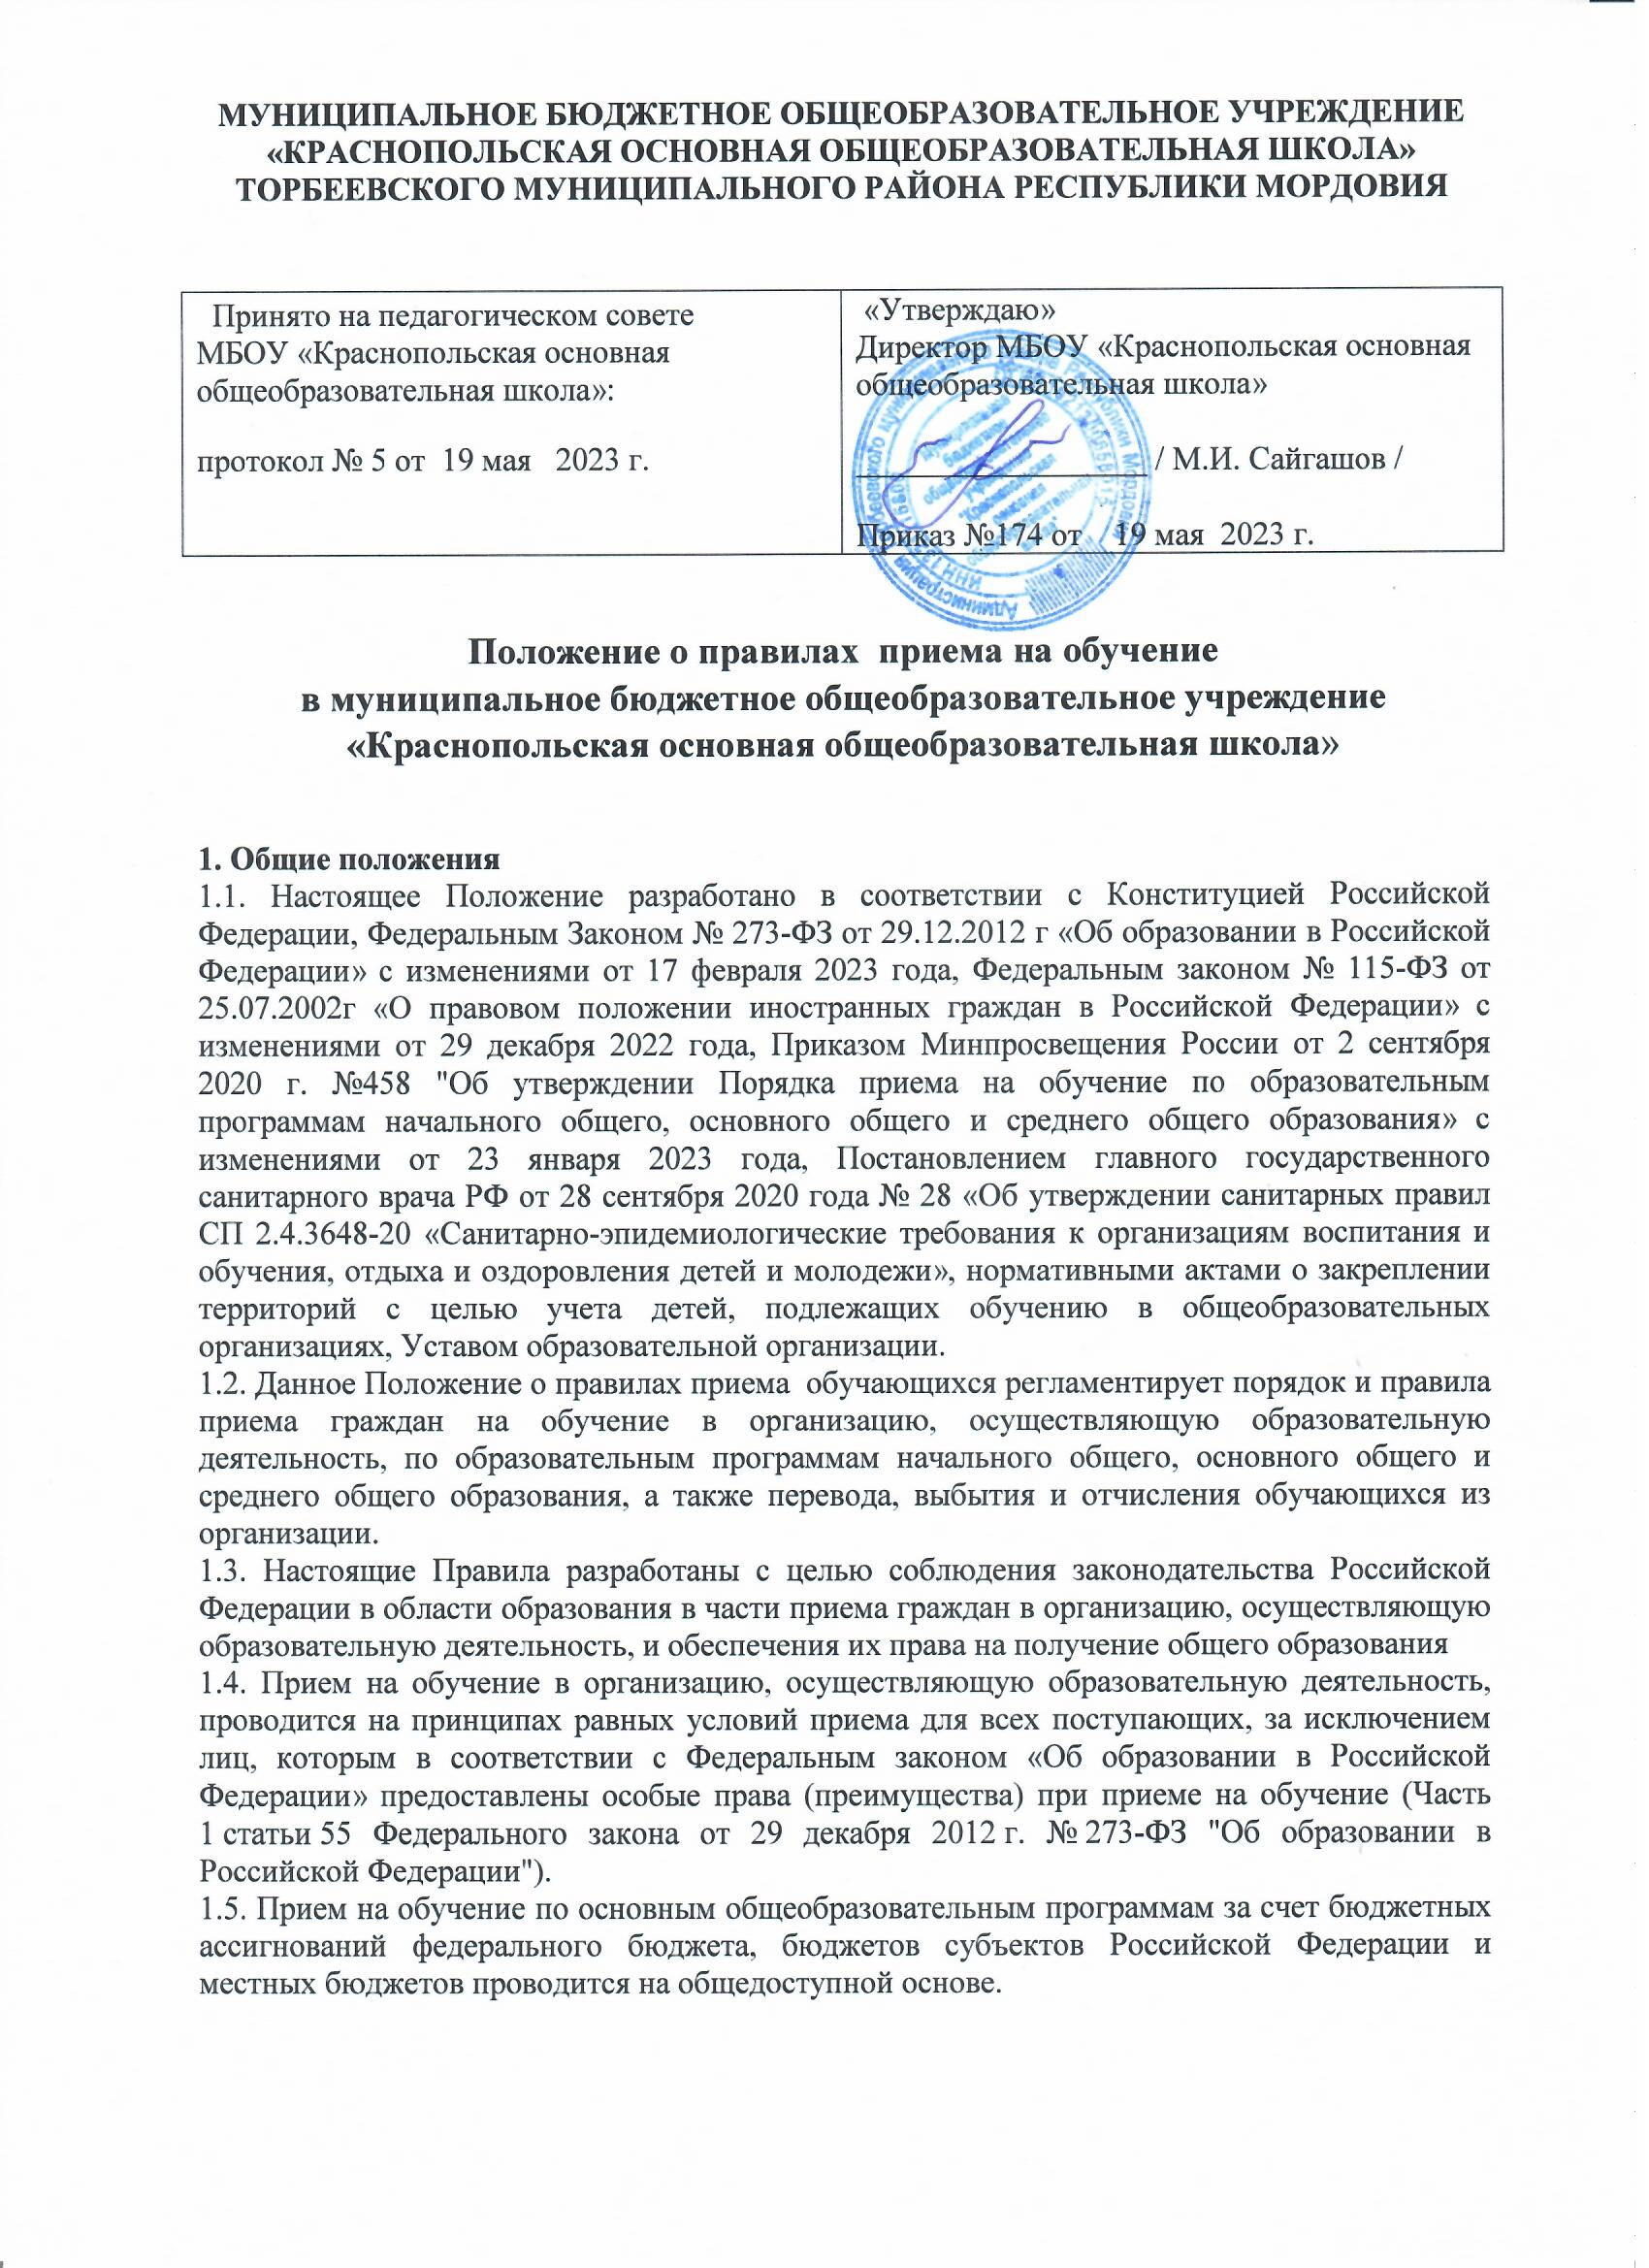 МУНИЦИПАЛЬНОЕ БЮДЖЕТНОЕ ОБЩЕОБРАЗОВАТЕЛЬНОЕ УЧРЕЖДЕНИЕ
«КРАСНОПОЛЬСКАЯ ОСНОВНАЯ ОБЩЕОБРАЗОВАТЕЛЬНАЯ ШКОЛА»
ТОРБЕЕВСКОГО МУНИЦИПАЛЬНОГО РАЙОНА РЕСПУБЛИКИ МОРДОВИЯ
Принято на педагогическом совете
МБОУ «Краснопольская основная
общеобразовательная школа»:
протокол № 5 от 19 мая 2023 г.
«Утверждаю»
Директор МБОУ «Краснопольская основная
общеобразовательная школа»
/ М.И. Сайгашов /
Приказ №174 от 19 мая 2023 г.
Положение о правилах приема на обучение
в муниципальное бюджетное общеобразовательное учреждение
«Краснопольская основная общеобразовательная школа»
1. Общие положения
1.1. Настоящее Положение разработано в соответствии с Конституцией Российской
Федерации, Федеральным Законом № 273-ФЗ от 29.12.2012 г «Об образовании в Российской
Федерации» с изменениями от 17 февраля 2023 года, Федеральным законом № 115-ФЗ от
25.07.2002г «О правовом положении иностранных граждан в Российской Федерации» с
изменениями от 29 декабря 2022 года, Приказом Минпросвещения России от 2 сентября
2020 г. №458 "Об утверждении Порядка приема на обучение по образовательным
программам начального общего, основного общего и среднего общего образования» с
изменениями от 23 января 2023 года, Постановлением главного государственного
санитарного врача РФ от 28 сентября 2020 года № 28 «Об утверждении санитарных правил
СП 2.4.3648-20 «Санитарно-эпидемиологические требования к организациям воспитания и
обучения, отдыха и оздоровления детей и молодежи», нормативными актами о закреплении
территорий с целью учета детей, подлежащих обучению в общеобразовательных
организациях, Уставом образовательной организации.
1.2. Данное Положение о правилах приема обучающихся регламентирует порядок и правила
приема граждан на обучение в организацию, осуществляющую образовательную
деятельность, по образовательным программам начального общего, основного общего и
среднего общего образования, а также перевода, выбытия и отчисления обучающихся из
организации.
1.3. Настоящие Правила разработаны с целью соблюдения законодательства Российской
Федерации в области образования в части приема граждан в организацию, осуществляющую
образовательную деятельность, и обеспечения их права на получение общего образования
1.4. Прием на обучение в организацию, осуществляющую образовательную деятельность,
проводится на принципах равных условий приема для всех поступающих, за исключением
лиц, которым в соответствии с Федеральным законом «Об образовании в Российской
Федерации» предоставлены особые права (преимущества) при приеме на обучение (Часть
1 статьи 55 Федерального закона от 29 декабря 2012 г. № 273-ФЗ "Об образовании в
Российской Федерации").
1.5. Прием на обучение по основным общеобразовательным программам за счет бюджетных
ассигнований федерального бюджета, бюджетов субъектов Российской Федерации и
местных бюджетов проводится на общедоступной основе.